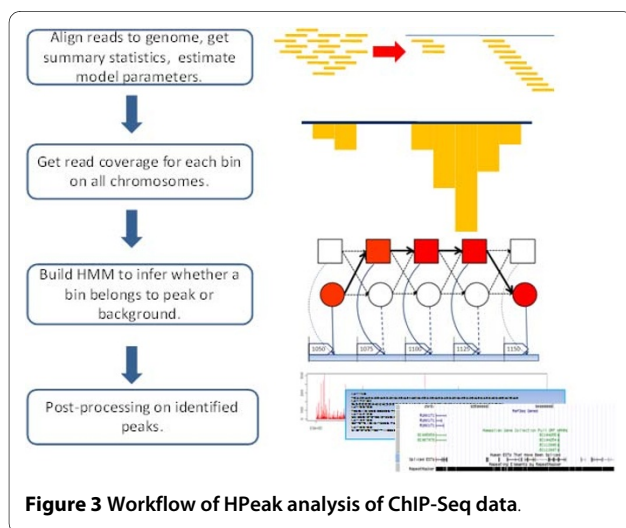 Align reads to genome, get
summary statistics, estimate
model parameters.
Get read coverage for each bin
on all chromosomes.
Build HMM to infer whether a
bin belongs to peak or
background.
1050 1075 1100 1125 1150
Post-processing on identified
peaks.
RefSeq Genes
Figure 3 Workflow of HPeak analysis of ChIP-Seq data.